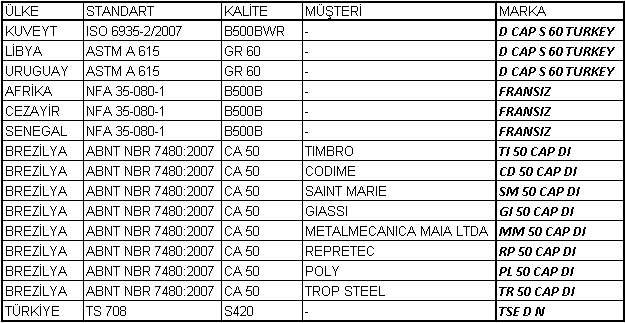 ÜLKE STANDART KALİTE MÜŞTERİ MARKA
KUVEYT ISO 6935-2/2007 B500BWR - D CAP S 60 TURKEY
LİBYA ASTM A 615 GR 60 - D CAP S 60 TURKEY
URUGUAY ASTM A 615 GR 60 - D CAP S 60 TURKEY
AFRİKA NFA 35-080-1 B500B - FRANSIZ
CEZAYİR NFA 35-080-1 B500B - FRANSIZ
SENEGAL NFA 35-080-1 B500B - FRANSIZ
BREZİLYA ABNT NBR 7480:2007 CA 50 TIMBRO TI 50 CAP DI
BREZİLYA ABNT NBR 7480:2007 CA 50 CODIME CD 50 CAP DI
BREZİLYA ABNT NBR 7480:2007 CA 50 SAINT MARIE SM 50 CAP DI
BREZİLYA ABNT NBR 7480:2007 CA 50 GIASSI GI 50 CAP DI
BREZİLYA ABNT NBR 7480:2007 CA 50 METALMECANICA MAIA LTDA MM 50 CAP DI
BREZİLYA ABNT NBR 7480:2007 CA 50 REPRETEC RP 50 CAP DI
BREZİLYA ABNT NBR 7480:2007 CA 50 POLY PL 50 CAP DI
BREZİLYA ABNT NBR 7480:2007 CA 50 TROP STEEL TR 50 CAP DI
TÜRKİYE TS 708 S420 - TSE D N